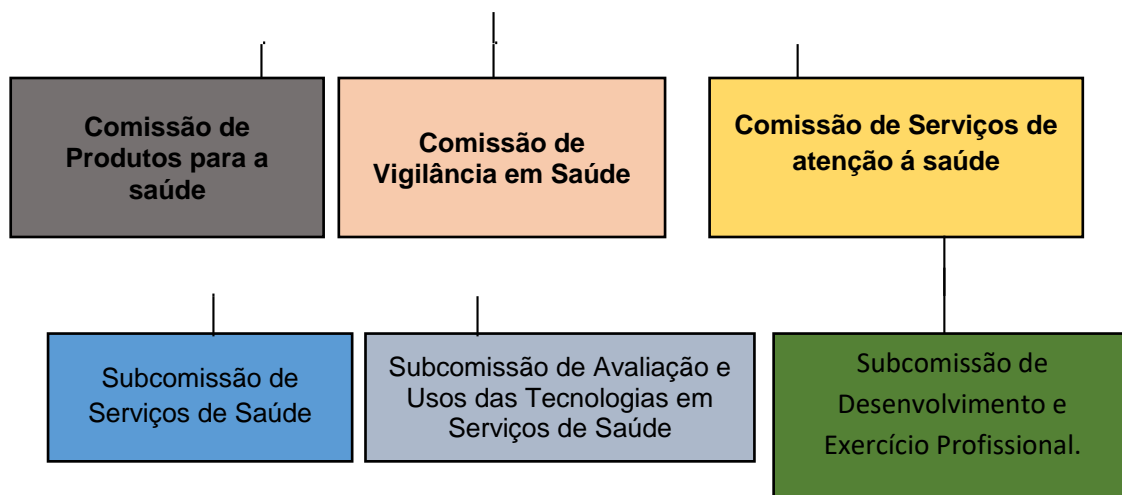 Comissão de
Produtos para a
saúde
Comissão de
Vigilância em Saúde
Comissão de Serviços de
atenção á saúde
Subcomissão de
Serviços de Saúde
Subcomissão de Avaliação e
Usos das Tecnologias em
Serviços de Saúde
Subcomissão de
Desenvolvimento e
Exercício Profissional.